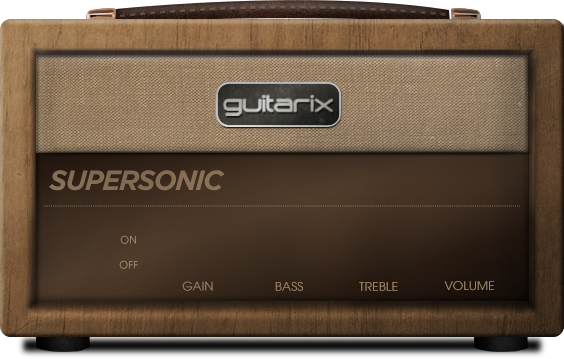 guitarix
SUPERSONIC
ON
OFF
GAIN BASS TREBLE VOLUME